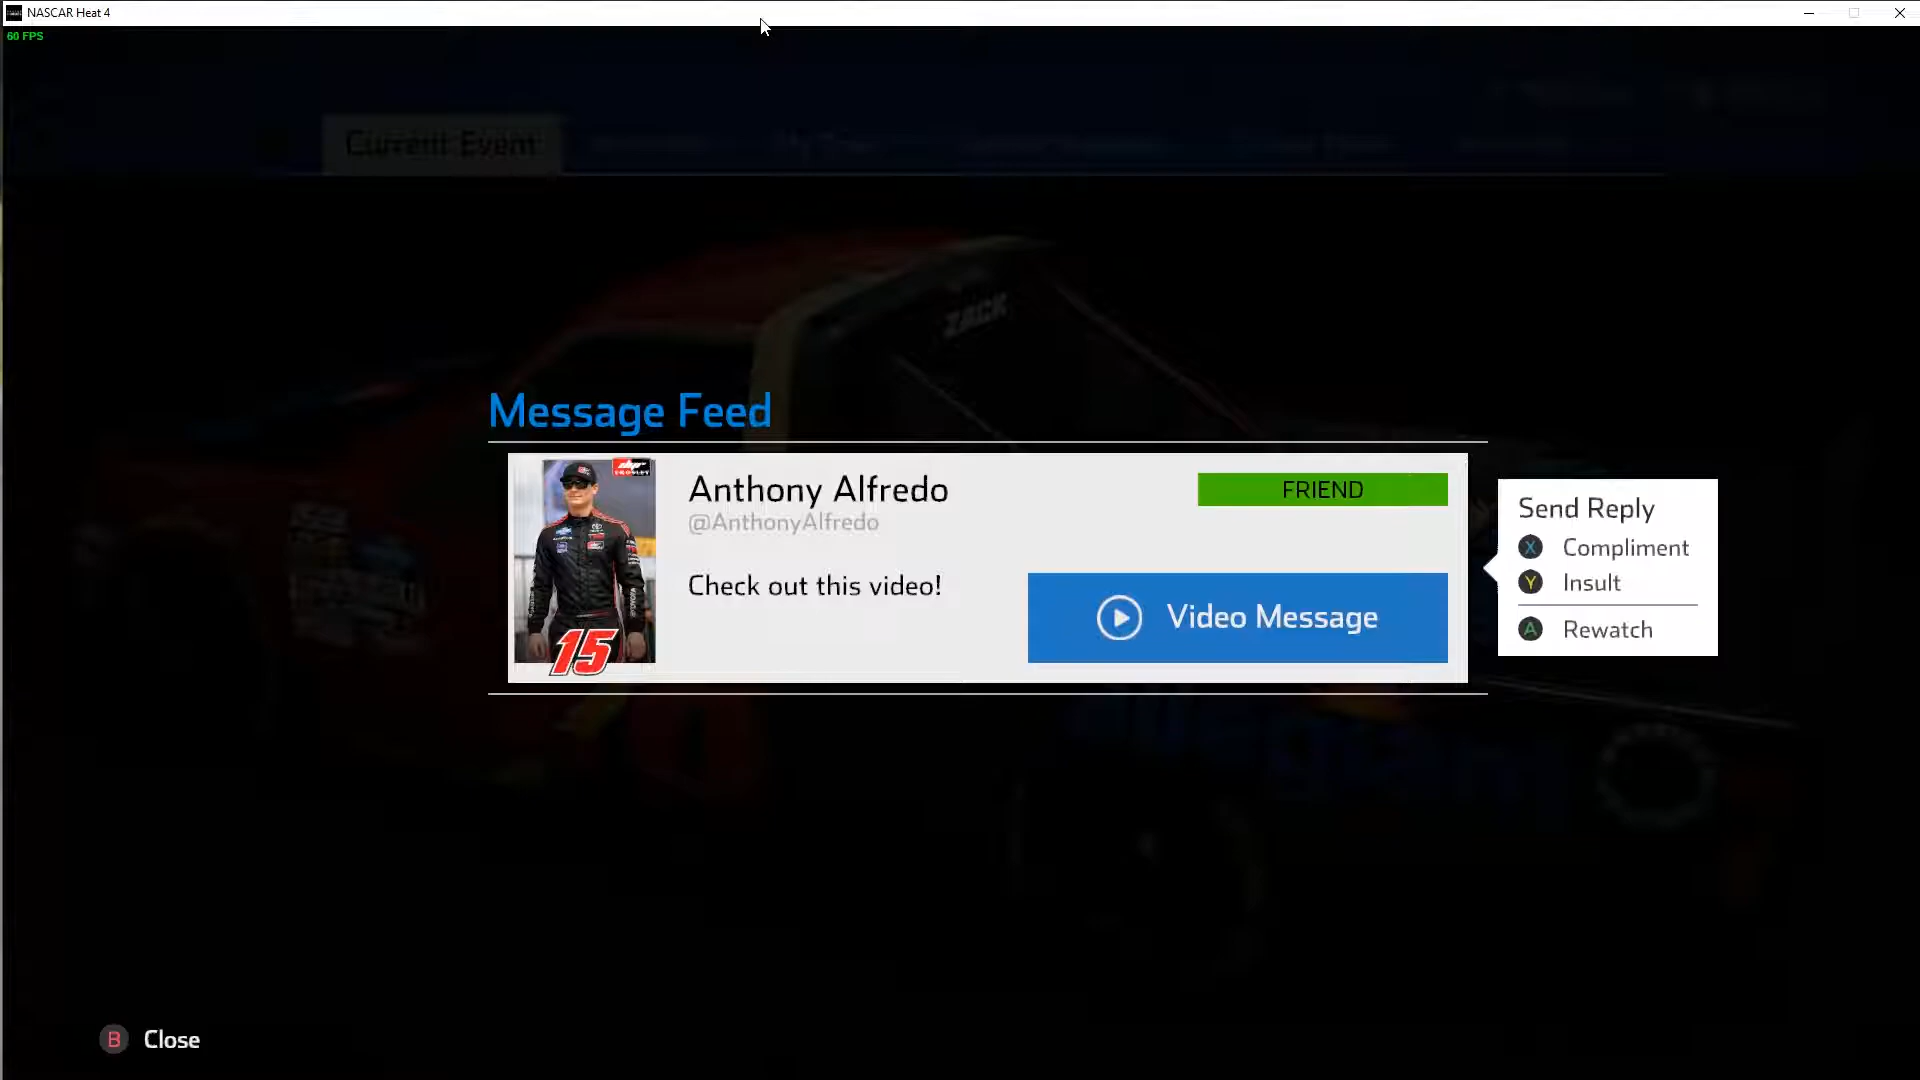 NASCAR Heat 4
60 FPS
Current Event
ZACK
Message Feed
Anthony Alfredo
@AnthonyAlfredo
FRIEND
Check out this video!
Video Message
15
Send Reply
X Compliment
Y Insult
A Rewatch
B Close